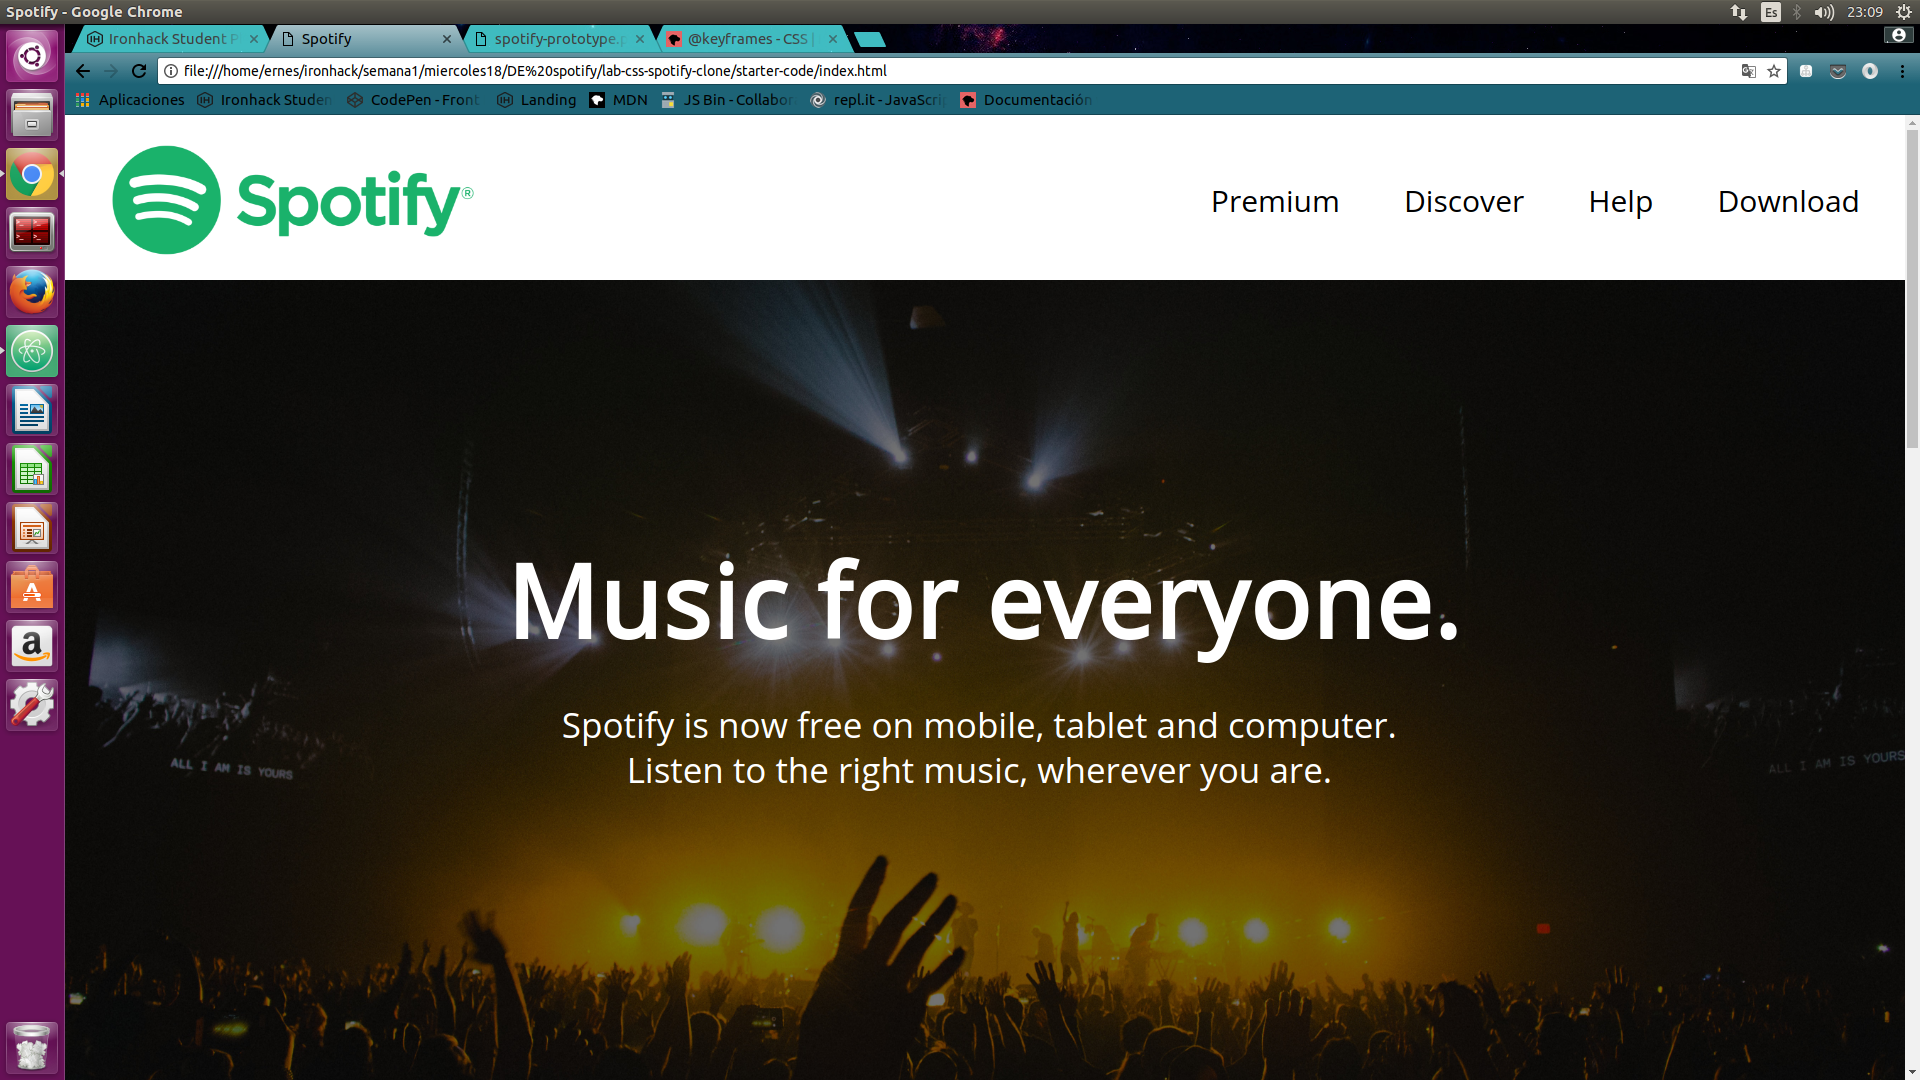 Spotify - Google Chrome
Es
23:09
Ironhack Student P
Spotify
spotify-prototype.p
@keyframes - CSS |
file:///home/ernes/ironhack/semana1/miercoles18/DE%20spotify/lab-css-spotify-clone/starter-code/index.html
Aplicaciones
Ironhack Studen
CodePen - Front
Landing
MDN
JS Bin - Collabor
repl.it - JavaScri
Documentación
Spotify®
Premium
Discover
Help
Download
Music for everyone.
Spotify is now free on mobile, tablet and computer.
Listen to the right music, wherever you are.
ALL I AM IS YOURS
ALL I AM IS YOURS